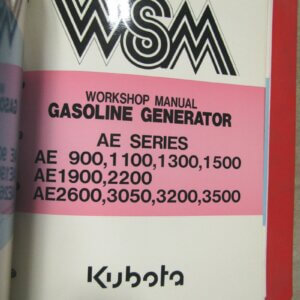 WSM
WORKSHOP MANUAL
GASOLINE GENERATOR
AE SERIES
AE 900,1100,1300,1500
AE1900,2200
AE2600,3050,3200,3500
Kubota